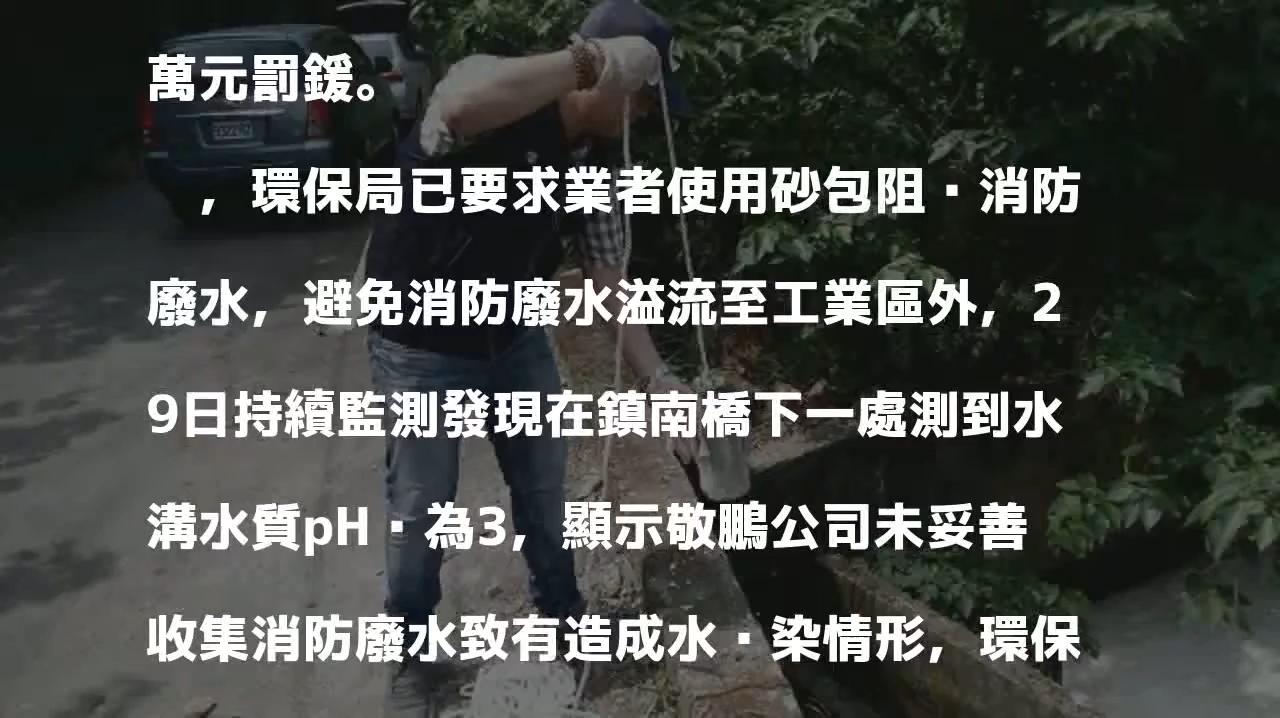 萬元罰鍰。
，環保局已要求業者使用砂包阻▪消防
廢水，避免消防廢水溢流至工業區外，2
9日持續監測發現在鎮南橋下一處測到水
溝水質pH▪為3，顯示敬鵬公司未妥善
收集消防廢水致有造成水▪染情形，環保